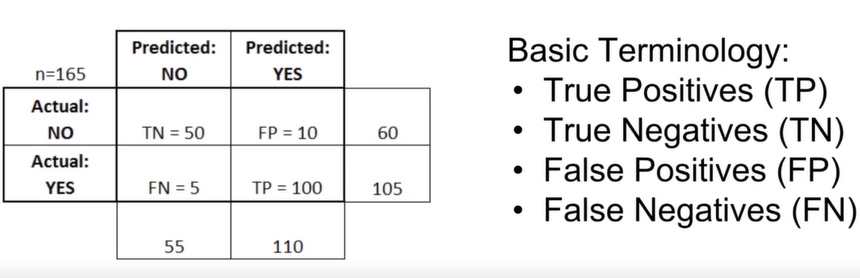 Predicted: Predicted:
n=165 NO YES
Actual:
NO TN = 50 FP = 10 60
Actual:
YES FN = 5 TP = 100 105
55 110
Basic Terminology:
• True Positives (TP)
• True Negatives (TN)
• False Positives (FP)
• False Negatives (FN)